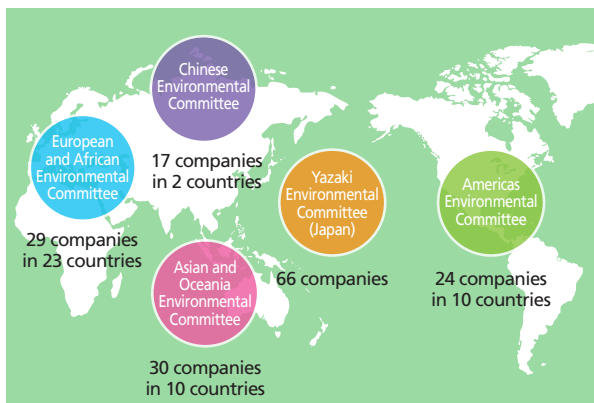 Chinese
Environmental
Committee
17 companies
in 2 countries
European
and African
Environmental
Committee
29 companies
in 23 countries
Asian and
Oceania
Environmental
Committee
30 companies
in 10 countries
Yazaki
Environmental
Committee
(Japan)
66 companies
Americas
Environmental
Committee
24 companies
in 10 countries